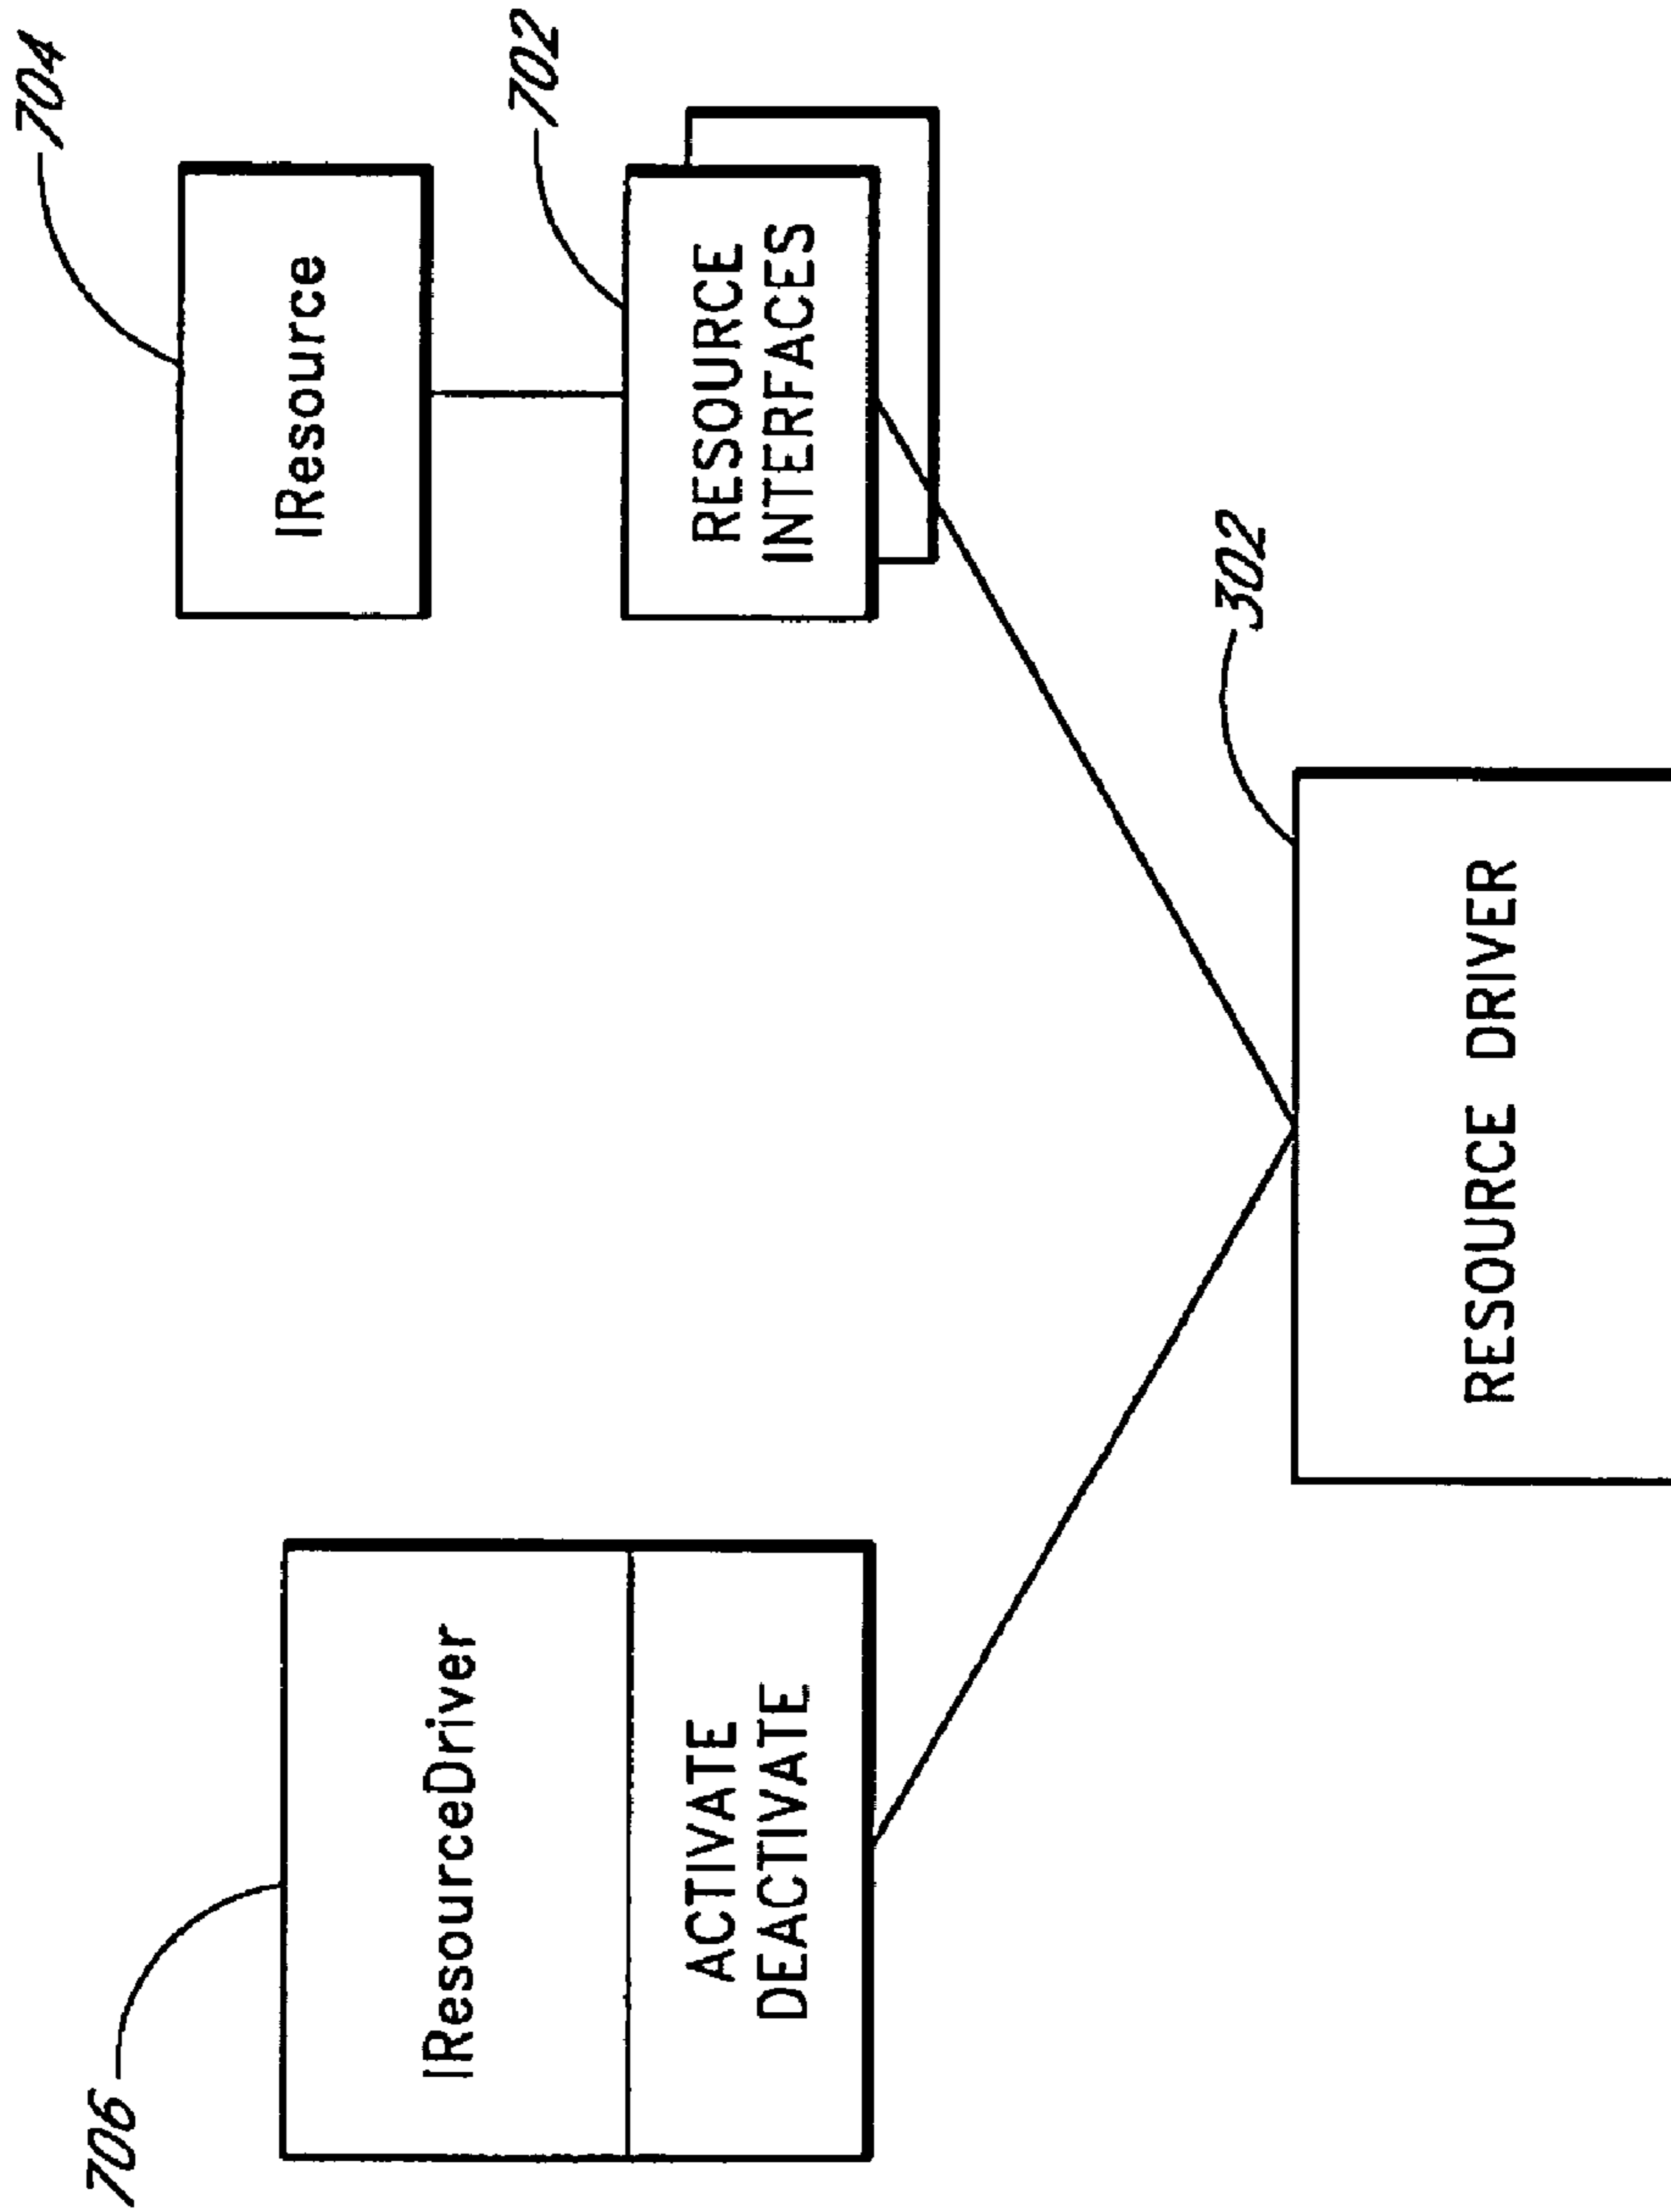 706
IResourceDriver
ACTIVATE
DEACTIVATE
704
IResource
702
RESOURCE
INTERFACES
302
RESOURCE DRIVER